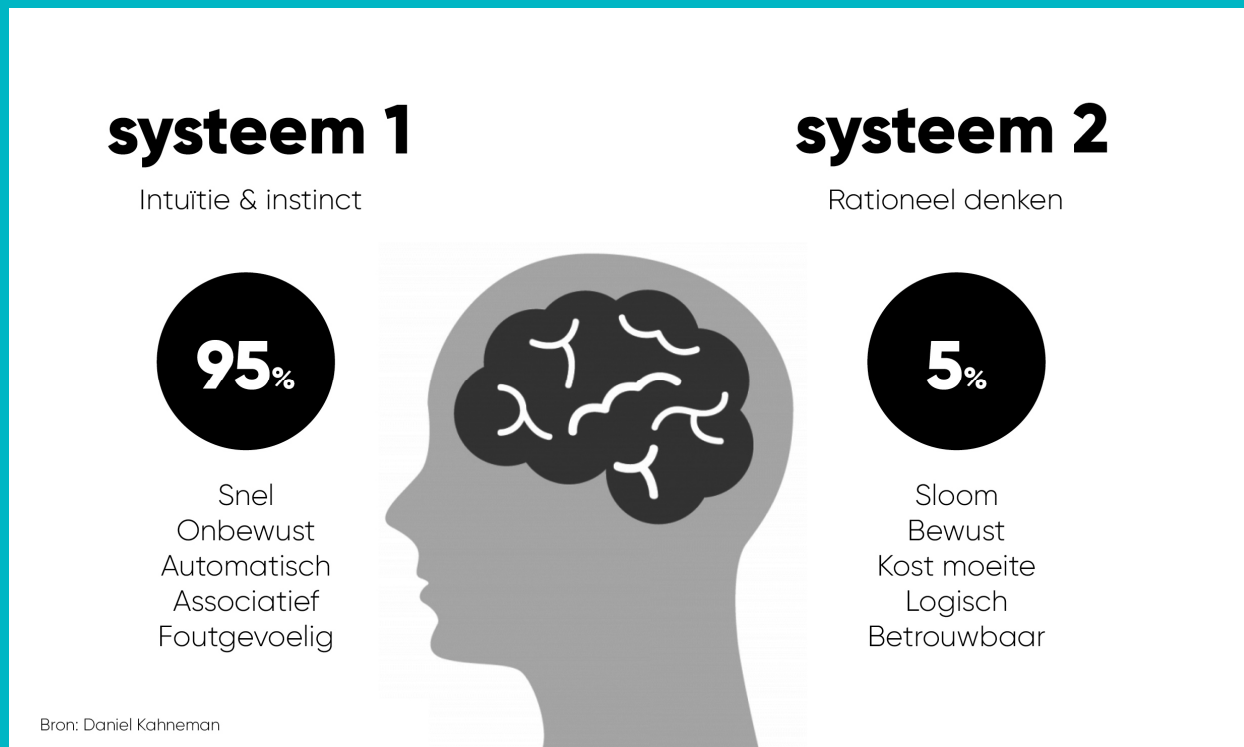 systeem 1
Intuïtie & instinct
95%
Snel
Onbewust
Automatisch
Associatief
Foutgevoelig
systeem 2
Rationeel denken
5%
Sloom
Bewust
Kost moeite
Logisch
Betrouwbaar
Bron: Daniel Kahneman